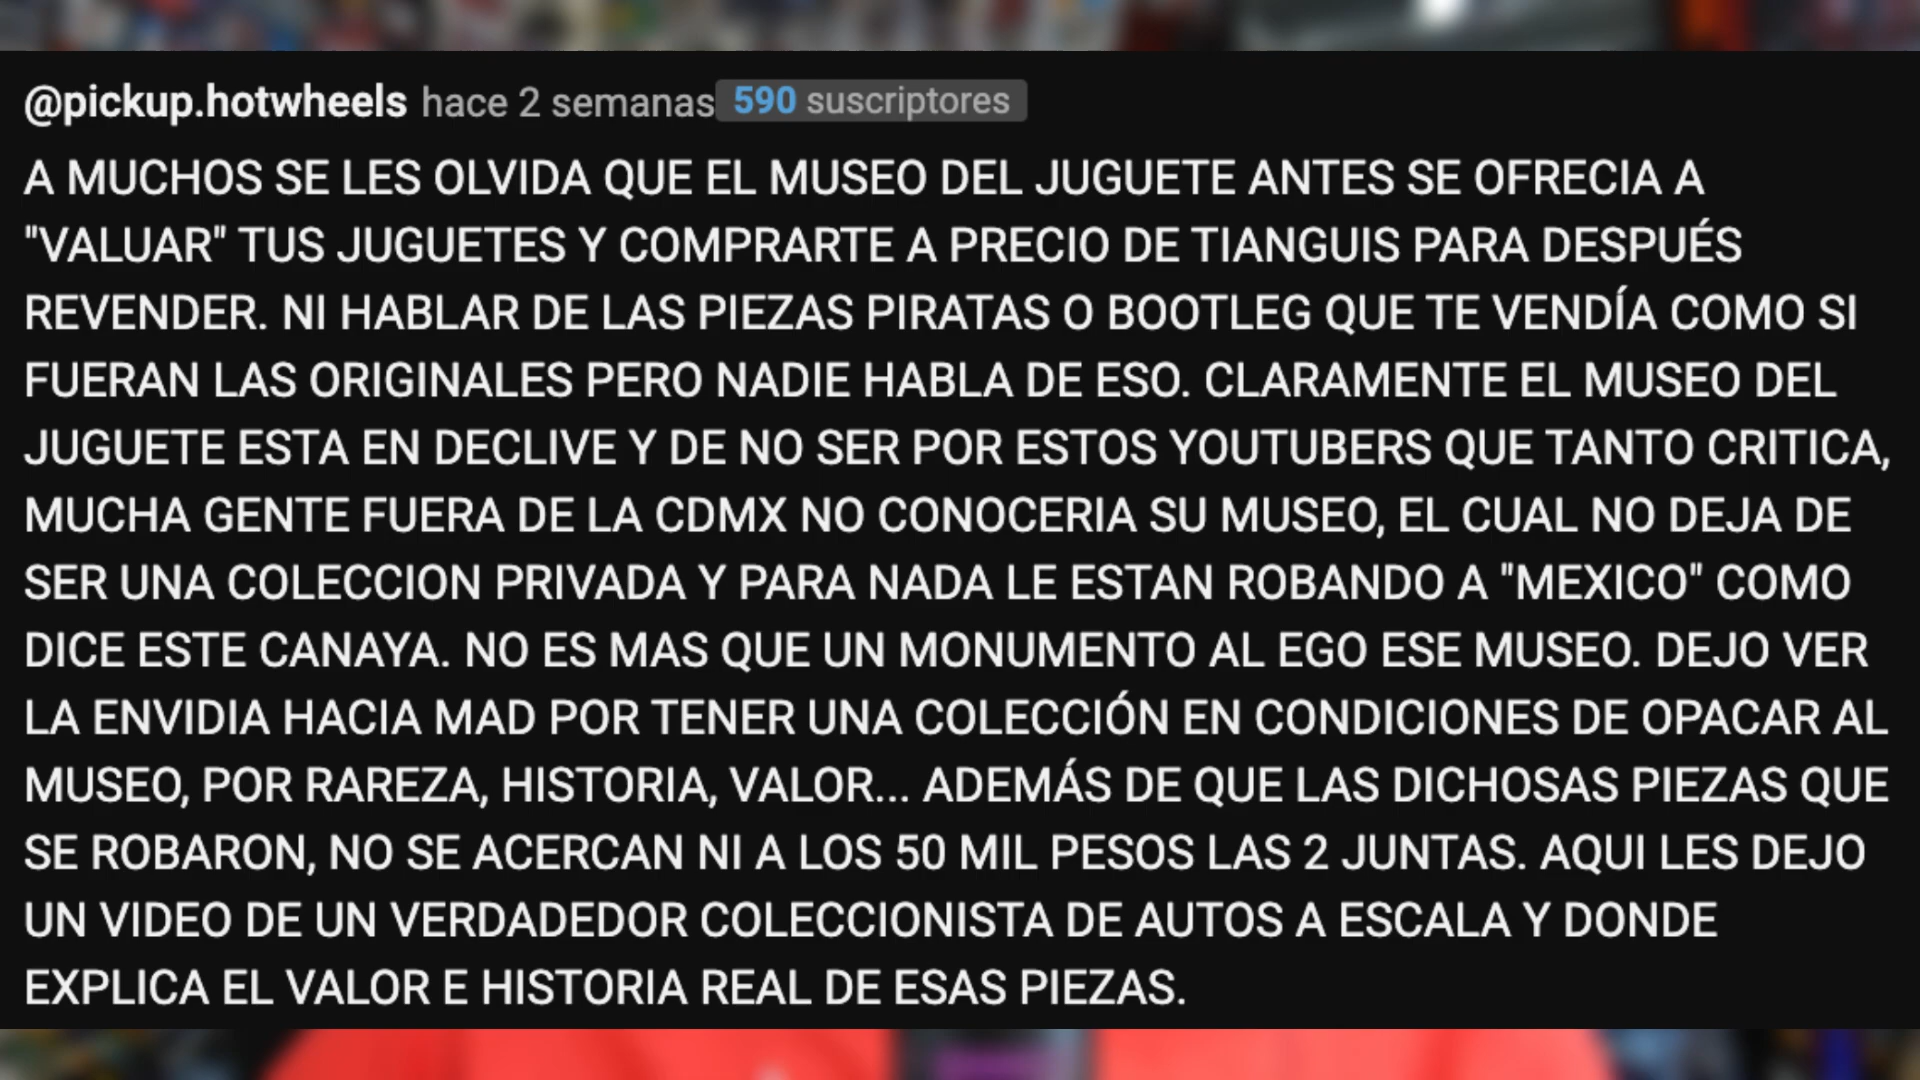 @pickup.hotwheels hace 2 semanas 590 suscriptores
A MUCHOS SE LES OLVIDA QUE EL MUSEO DEL JUGUETE ANTES SE OFRECIA A
"VALUAR" TUS JUGUETES Y COMPRARTE A PRECIO DE TIANGUIS PARA DESPUÉS
REVENDER. NI HABLAR DE LAS PIEZAS PIRATAS O BOOTLEG QUE TE VENDÍA COMO SI
FUERAN LAS ORIGINALES PERO NADIE HABLA DE ESO. CLARAMENTE EL MUSEO DEL
JUGUETE ESTA EN DECLIVE Y DE NO SER POR ESTOS YOUTUBERS QUE TANTO CRITICA,
MUCHA GENTE FUERA DE LA CDMX NO CONOCERIA SU MUSEO, EL CUAL NO DEJA DE
SER UNA COLECCION PRIVADA Y PARA NADA LE ESTAN ROBANDO A "MEXICO" COMO
DICE ESTE CANAYA. NO ES MAS QUE UN MONUMENTO AL EGO ESE MUSEO. DEJO VER
LA ENVIDIA HACIA MAD POR TENER UNA COLECCIÓN EN CONDICIONES DE OPACAR AL
MUSEO, POR RAREZA, HISTORIA, VALOR... ADEMÁS DE QUE LAS DICHOSAS PIEZAS QUE
SE ROBARON, NO SE ACERCAN NI A LOS 50 MIL PESOS LAS 2 JUNTAS. AQUI LES DEJO
UN VIDEO DE UN VERDADEDOR COLECCIONISTA DE AUTOS A ESCALA Y DONDE
EXPLICA EL VALOR E HISTORIA REAL DE ESAS PIEZAS.